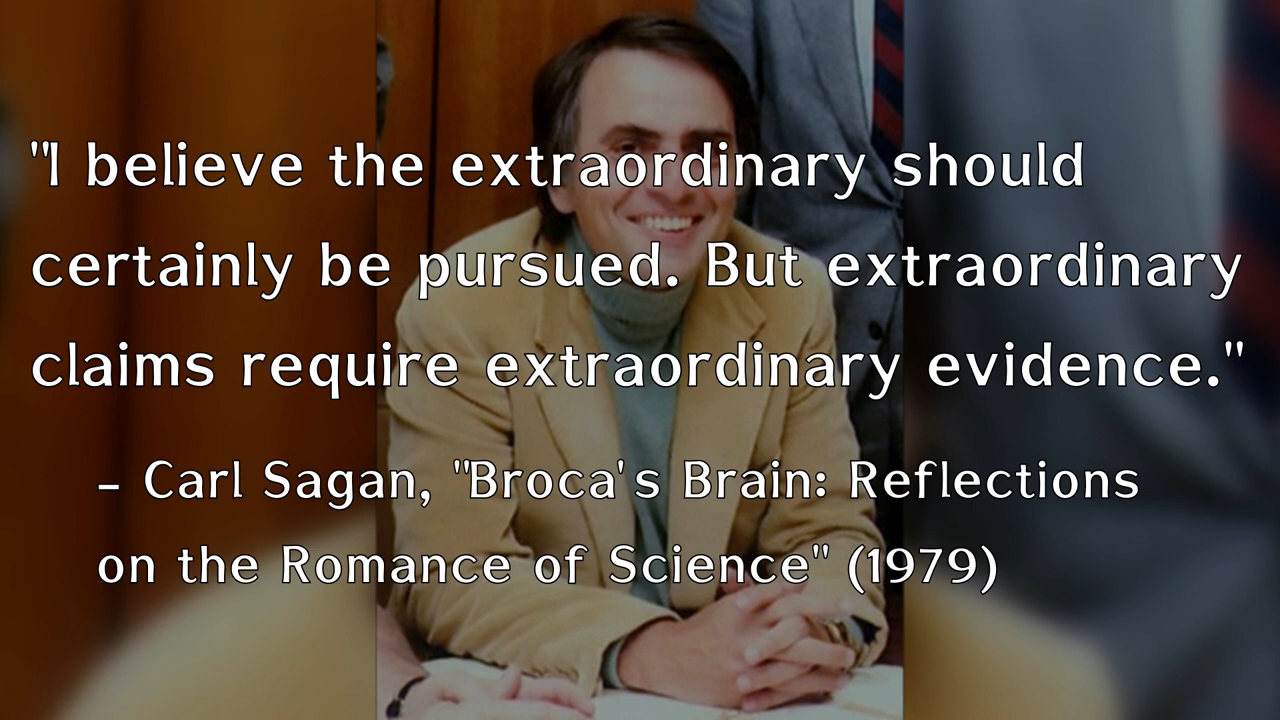 "I believe the extraordinary should
certainly be pursued. But extraordinary
claims require extraordinary evidence."
– Carl Sagan, "Broca's Brain: Reflections
on the Romance of Science" (1979)